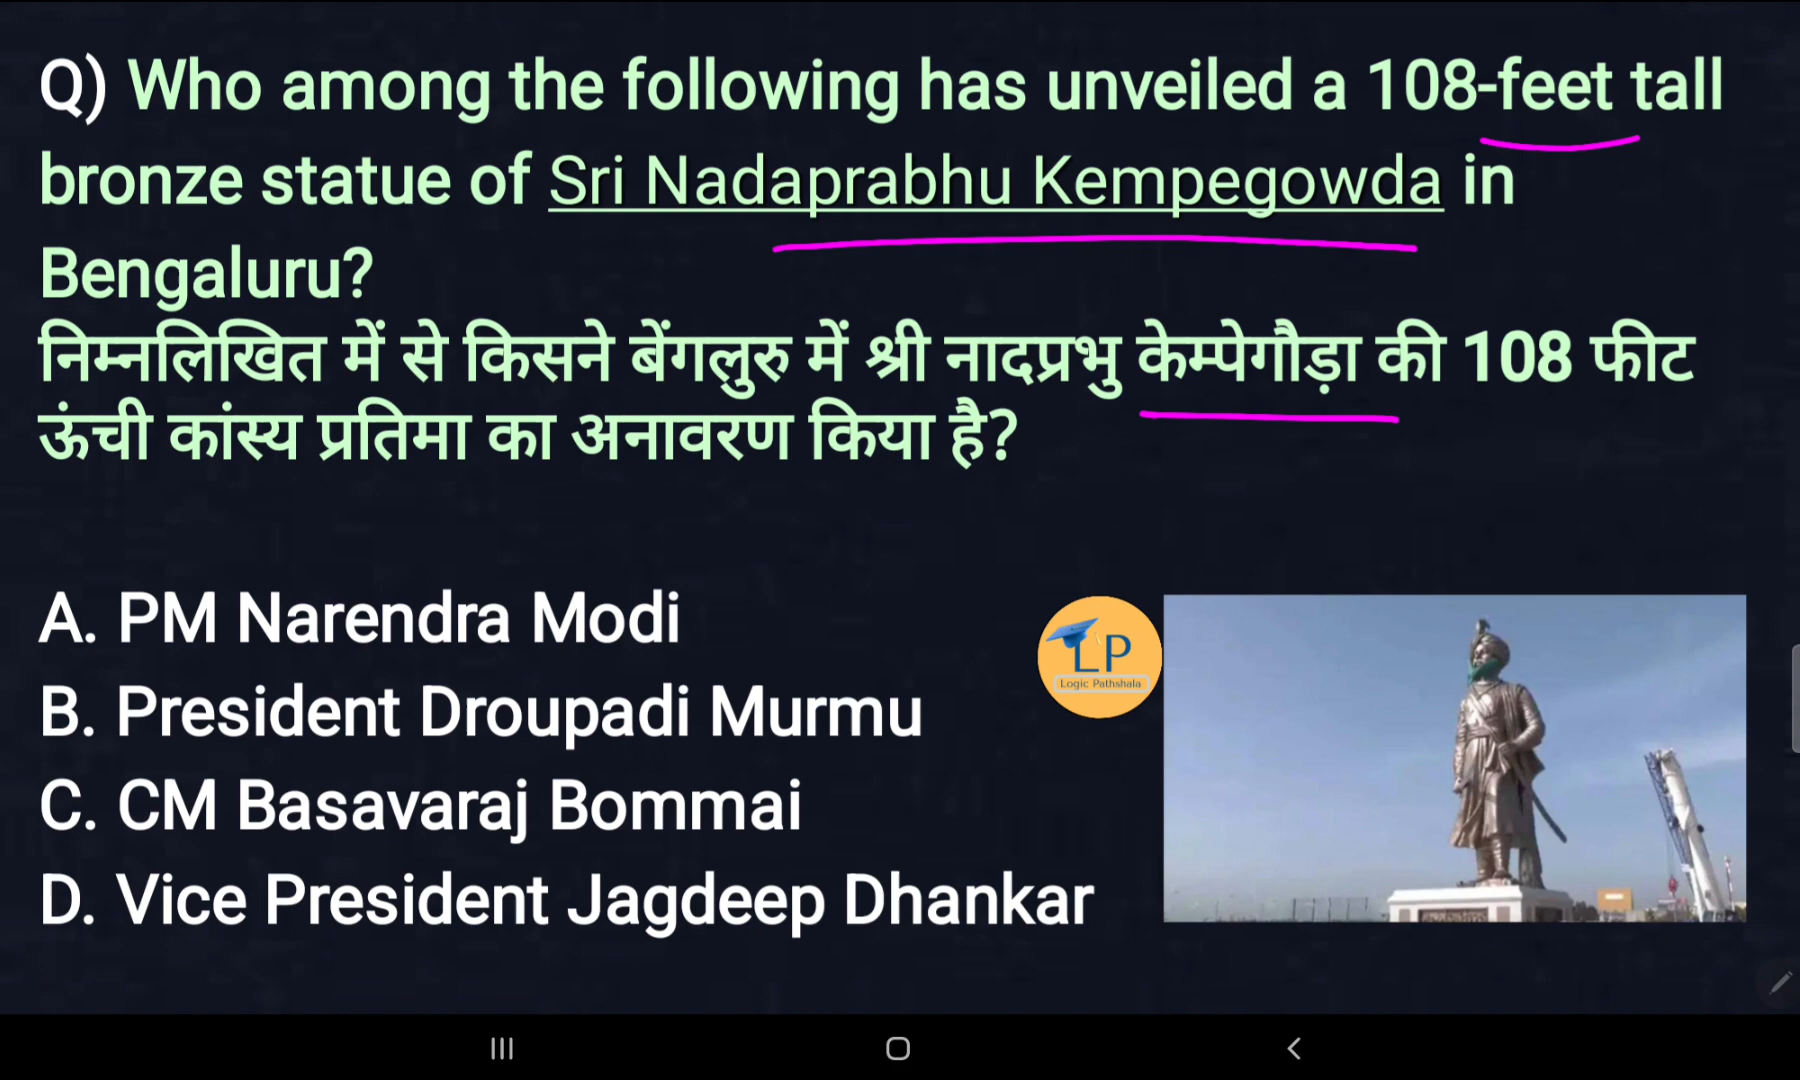 Q) Who among the following has unveiled a 108-feet tall
bronze statue of Sri Nadaprabhu Kempegowda in
Bengaluru?
निम्नलिखित में से किसने बेंगलुरु में श्री नादप्रभु केम्पेगौड़ा की 108 फीट
ऊंची कांस्य प्रतिमा का अनावरण किया है?
A. PM Narendra Modi
B. President Droupadi Murmu
C. CM Basavaraj Bommai
D. Vice President Jagdeep Dhankar
LP
Logic Pathshala